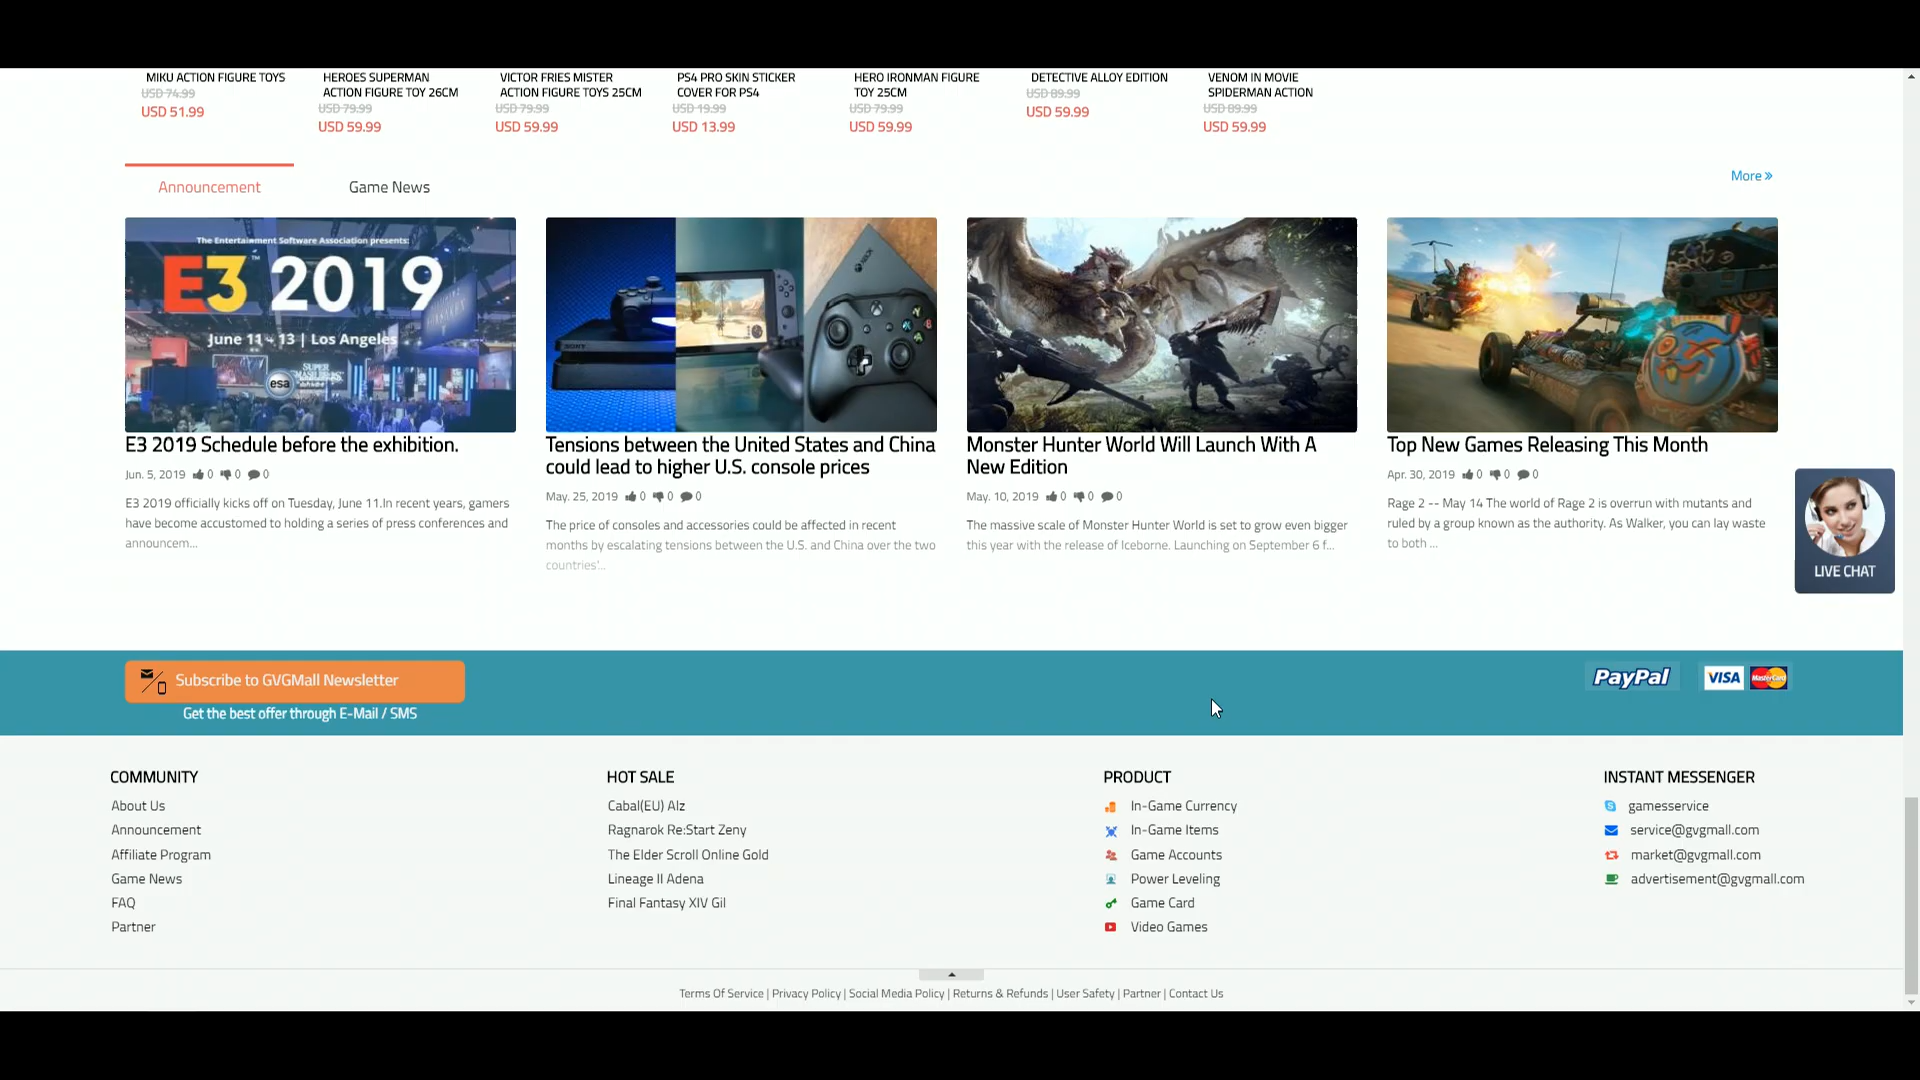 MIKU ACTION FIGURE TOYS
USD 74.99
USD 51.99
HEROES SUPERMAN
ACTION FIGURE TOY 26CM
USD 79.99
USD 59.99
VICTOR FRIES MISTER
ACTION FIGURE TOYS 25CM
USD 79.99
USD 59.99
PS4 PRO SKIN STICKER
COVER FOR PS4
USD 19.99
USD 13.99
HERO IRONMAN FIGURE
TOY 25CM
USD 79.99
USD 59.99
DETECTIVE ALLOY EDITION
USD 89.99
USD 59.99
VENOM IN MOVIE
SPIDERMAN ACTION
USD 89.99
USD 59.99
Announcement
Game News
More »
The Entertainment Software Association presents:
E3 2019
June 11 - 13 | Los Angeles
SUPER
esa
SONY
XBOX
E3 2019 Schedule before the exhibition.
Jun. 5, 2019 0 0 0
E3 2019 officially kicks off on Tuesday, June 11.In recent years, gamers
have become accustomed to holding a series of press conferences and
announcem...
Tensions between the United States and China
could lead to higher U.S. console prices
May. 25, 2019 0 0 0
The price of consoles and accessories could be affected in recent
months by escalating tensions between the U.S. and China over the two
countries'...
Monster Hunter World Will Launch With A
New Edition
May. 10, 2019 0 0 0
The massive scale of Monster Hunter World is set to grow even bigger
this year with the release of Iceborne. Launching on September 6 f...
Top New Games Releasing This Month
Apr. 30, 2019 0 0 0
Rage 2 -- May 14 The world of Rage 2 is overrun with mutants and
ruled by a group known as the authority. As Walker, you can lay waste
to both ...
LIVE CHAT
Subscribe to GVGMall Newsletter
Get the best offer through E-Mail / SMS
PayPal
VISA
MasterCard
COMMUNITY
About Us
Announcement
Affiliate Program
Game News
FAQ
Partner
HOT SALE
Cabal(EU) Alz
Ragnarok Re:Start Zeny
The Elder Scroll Online Gold
Lineage II Adena
Final Fantasy XIV Gil
PRODUCT
In-Game Currency
In-Game Items
Game Accounts
Power Leveling
Game Card
Video Games
INSTANT MESSENGER
gamesservice
service@gvgmall.com
market@gvgmall.com
advertisement@gvgmall.com
Terms Of Service | Privacy Policy | Social Media Policy | Returns & Refunds | User Safety | Partner | Contact Us